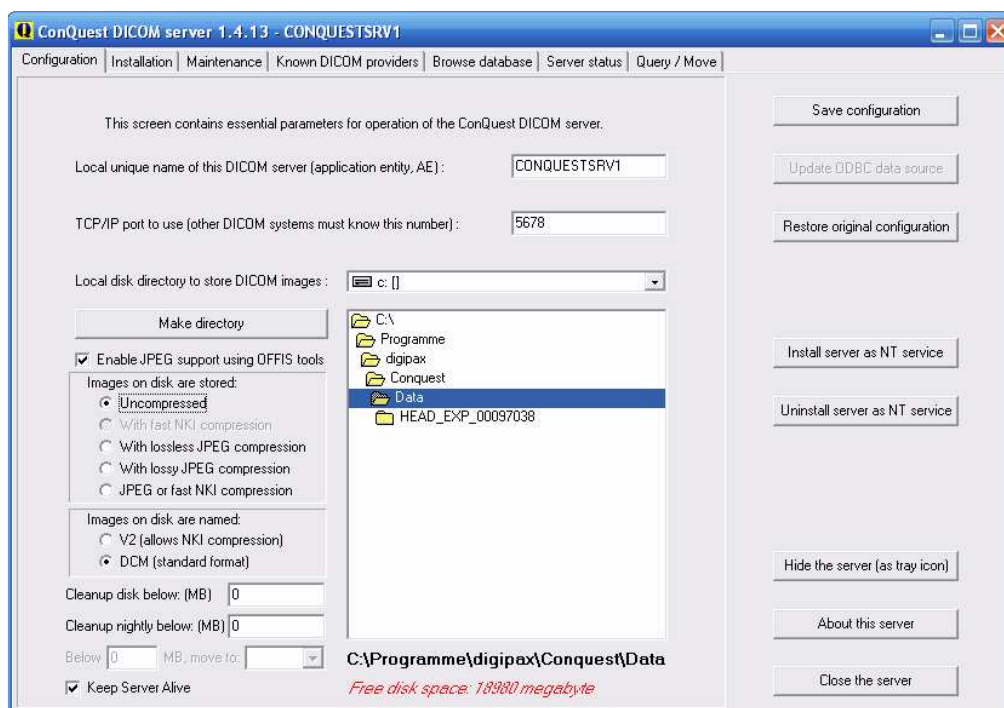 ConQuest DICOM server 1.4.13 - CONQUESTSRV1
Configuration Installation Maintenance Known DICOM providers Browse database Server status Query / Move
This screen contains essential parameters for operation of the ConQuest DICOM server.
Local unique name of this DICOM server (application entity, AE) : CONQUESTSRV1
TCP/IP port to use (other DICOM systems must know this number) : 5678
Local disk directory to store DICOM images : c: []
Make directory
Enable JPEG support using OFFIS tools
Images on disk are stored:
Uncompressed
With fast NKI compression
With lossless JPEG compression
With lossy JPEG compression
JPEG or fast NKI compression
Images on disk are named:
V2 (allows NKI compression)
DCM (standard format)
Cleanup disk below: (MB) 0
Cleanup nightly below: (MB) 0
Below 0 MB, move to:
Keep Server Alive
C:\
Programme
digipax
Conquest
Data
HEAD_EXP_00097038
C:\Programme\digipax\Conquest\Data
Free disk space: 18980 megabyte
Save configuration
Update ODBC data source
Restore original configuration
Install server as NT service
Uninstall server as NT service
Hide the server (as tray icon)
About this server
Close the server